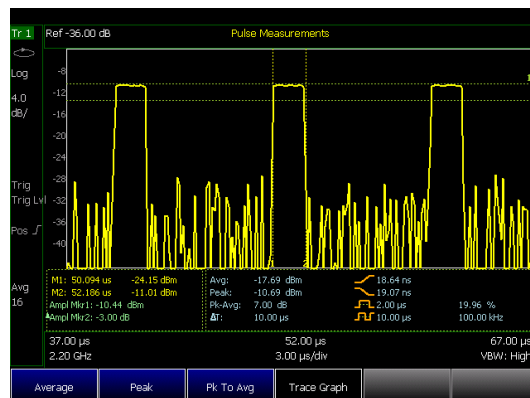 Tr 1 Ref -36.00 dB Pulse Measurements
Log
4.0
dB/
Trig
Trig Lvl
Pos
Avg
16
-8
-12
-16
-20
-24
-28
-32
-36
-40
M1: 50.094 us -24.15 dBm
M2: 52.186 us -11.01 dBm
Ampl Mkr1: -10.44 dBm
Ampl Mkr2: -3.00 dB
Avg: -17.69 dBm 18.64 ns
Peak: -10.69 dBm 19.07 ns
Pk-Avg: 7.00 dB 2.00 µs 19.96 %
ΔT: 10.00 µs 10.00 µs 100.00 kHz
37.00 µs 52.00 µs 67.00 µs
2.20 GHz 3.00 µs/div VBW: High
Average Peak Pk To Avg Trace Graph